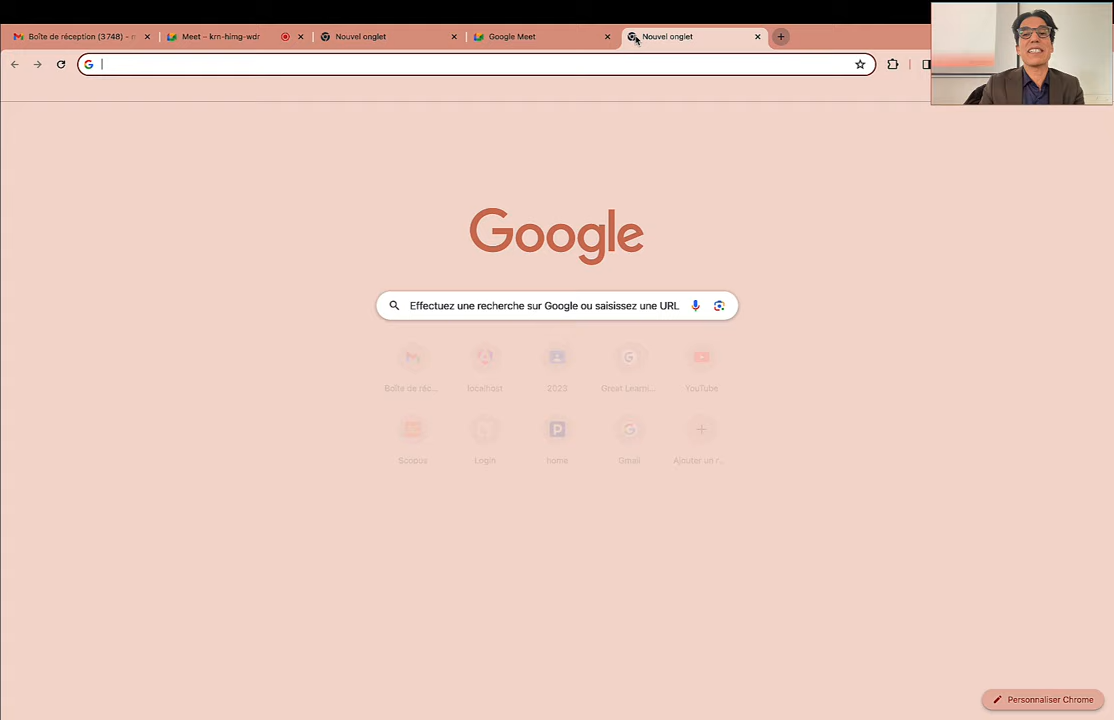 Boîte de réception (3 748) - n
Meet – krn-himg-wdr
Nouvel onglet
Google Meet
Nouvel onglet
Google
Effectuez une recherche sur Google ou saisissez une URL
Boîte de réc...
localhost
2023
Great Learni...
YouTube
Scopus
Login
home
Gmail
Ajouter un r...
Personnaliser Chrome